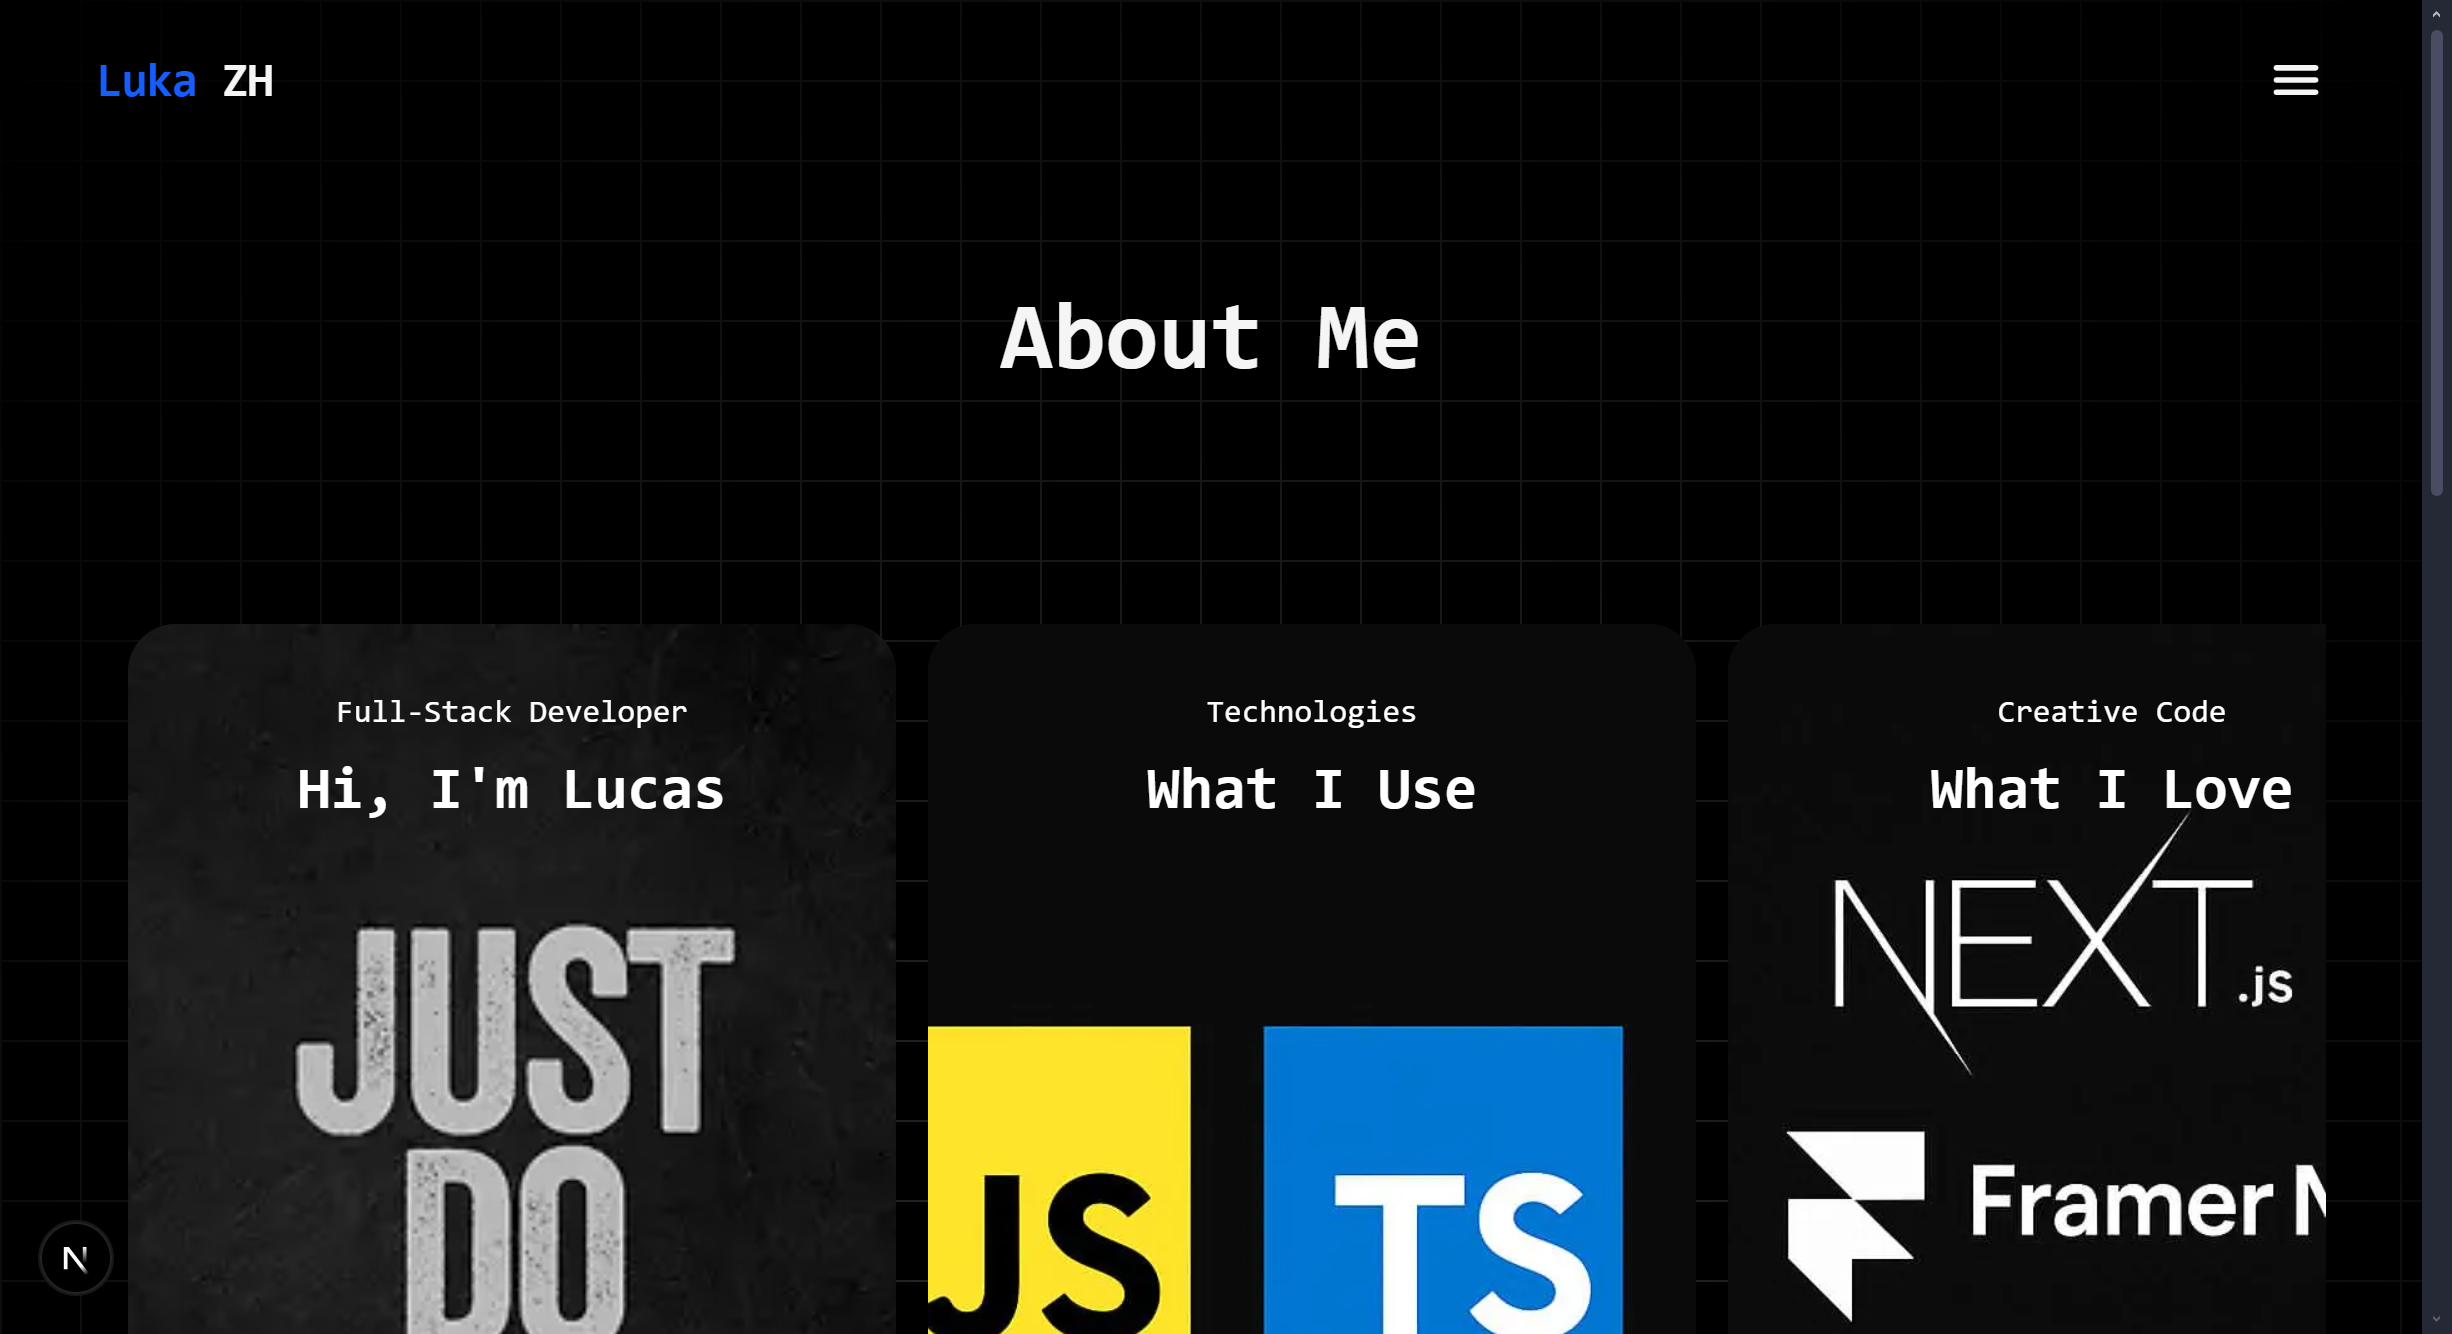 Luka ZH
About Me
Full-Stack Developer
Hi, I'm Lucas
JUST
DO
Technologies
What I Use
JS
TS
Creative Code
What I Love
NEXT.js
Framer
N